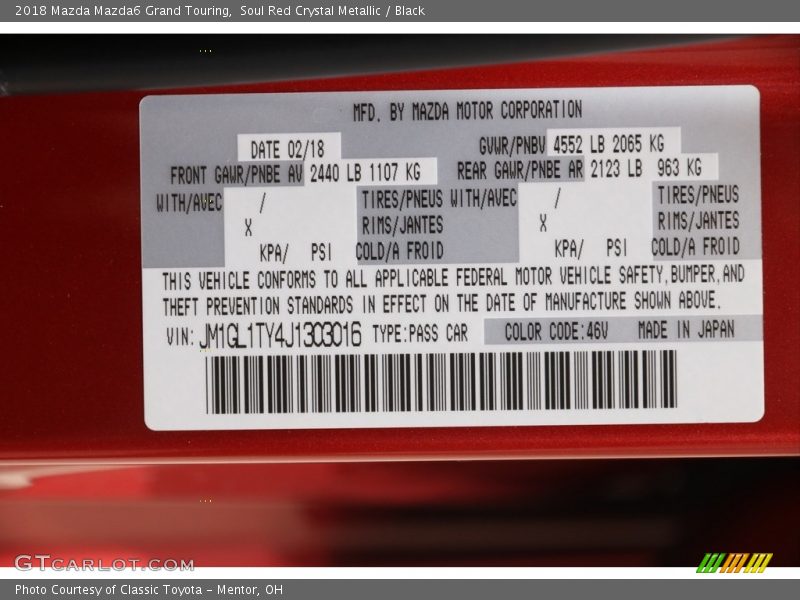 2018 Mazda Mazda6 Grand Touring,  Soul Red Crystal Metallic / Black
MFD. BY MAZDA MOTOR CORPORATION
DATE 02/18 GVWR/PNBV 4552 LB 2065 KG
FRONT GAWR/PNBE AV 2440 LB 1107 KG REAR GAWR/PNBE AR 2123 LB 963 KG
WITH/AVEC / TIRES/PNEUS WITH/AVEC / TIRES/PNEUS
X RIMS/JANTES X RIMS/JANTES
KPA/ PSI COLD/A FROID KPA/ PSI COLD/A FROID
THIS VEHICLE CONFORMS TO ALL APPLICABLE FEDERAL MOTOR VEHICLE SAFETY,BUMPER,AND
THEFT PREVENTION STANDARDS IN EFFECT ON THE DATE OF MANUFACTURE SHOWN ABOVE.
VIN: JM1GL1TY4J1303016 TYPE:PASS CAR COLOR CODE:46V MADE IN JAPAN
GTCARLOT.COM
Photo Courtesy of Classic Toyota – Mentor, OH